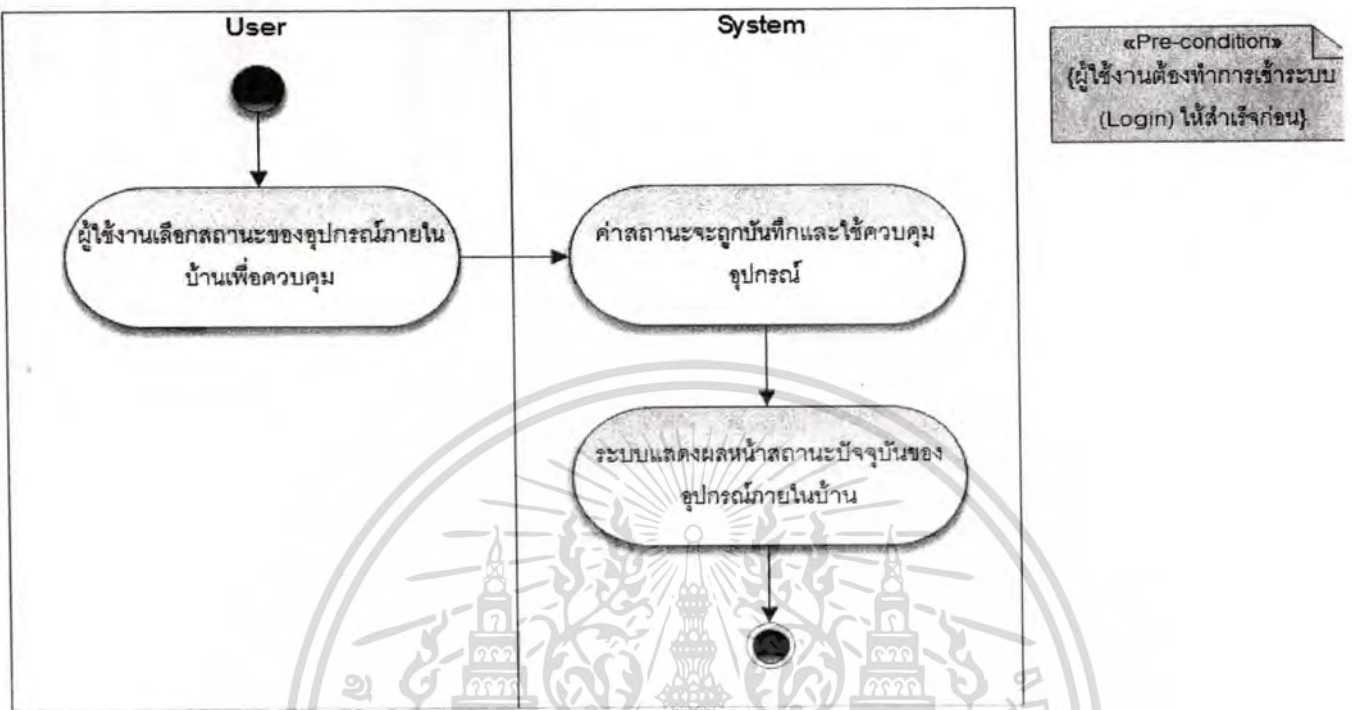 User
System
«Pre-condition»
{ผู้ใช้งานต้องทำการเข้าระบบ
(Login) ให้สำเร็จก่อน}
ผู้ใช้งานเลือกสถานะของอุปกรณ์ภายใน
บ้านเพื่อควบคุม
ค่าสถานะจะถูกบันทึกและใช้ควบคุม
อุปกรณ์
ระบบแสดงผลหน้าสถานะปัจจุบันของ
อุปกรณ์ภายในบ้าน